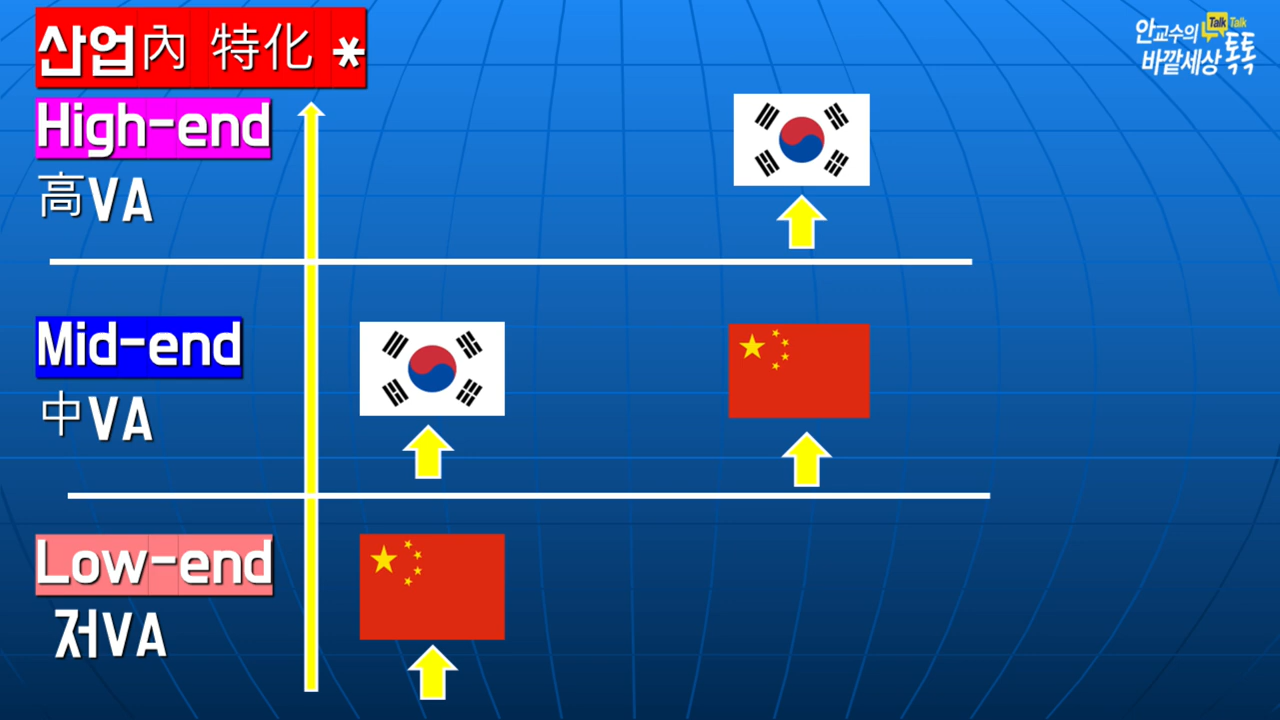 산업內 特化 *
High-end
高VA
Mid-end
中VA
Low-end
저VA
안교수의 Talk Talk
바깥세상 톡톡